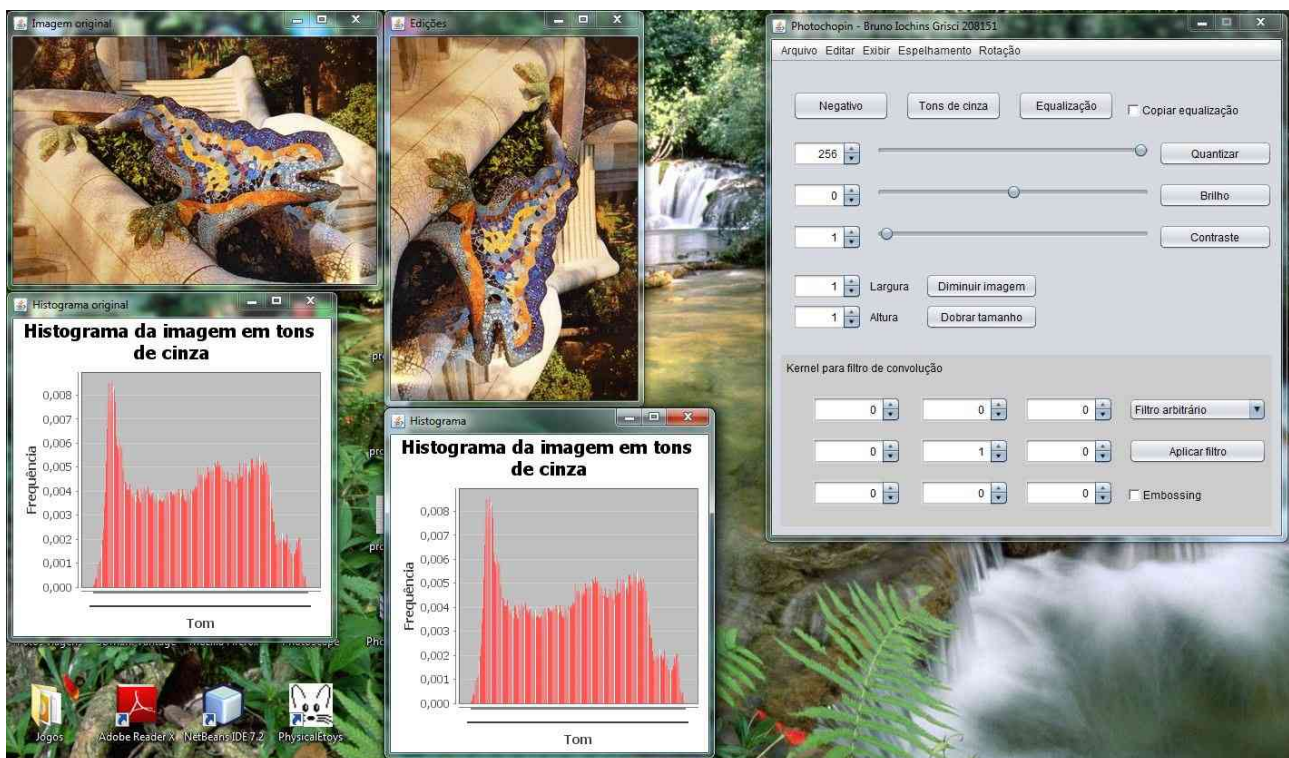 Imagem original
Edições
Photochopin - Bruno Iochins Grisci 208151
Arquivo Editar Exibir Espelhamento Rotação
Negativo
Tons de cinza
Equalização
Copiar equalização
256
Quantizar
0
Brilho
1
Contraste
1
Largura
Diminuir imagem
1
Altura
Dobrar tamanho
Kernel para filtro de convolução
0 0 0
Filtro arbitrário
0 1 0
Aplicar filtro
0 0 0
Embossing
Histograma original
Histograma da imagem em tons
de cinza
Frequência
0,008
0,007
0,006
0,005
0,004
0,003
0,002
0,001
0,000
Tom
Histograma
Histograma da imagem em tons
de cinza
Frequência
0,008
0,007
0,006
0,005
0,004
0,003
0,002
0,001
0,000
Tom
Jogos
Adobe Reader X
NetBeans IDE 7.2
PhysicalEtoys